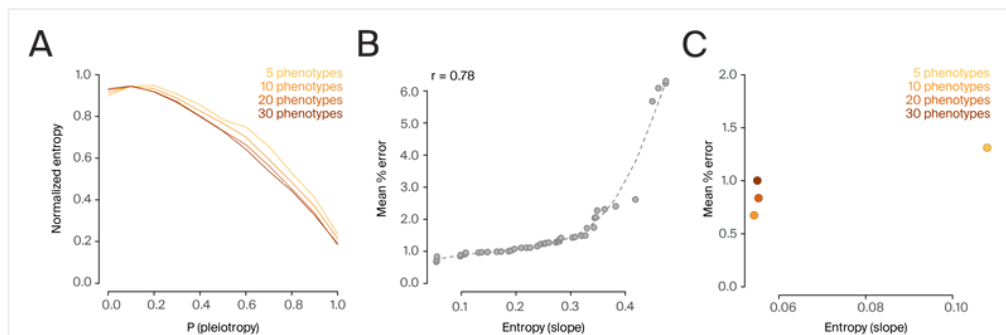 A
5 phenotypes
10 phenotypes
20 phenotypes
30 phenotypes
Normalized entropy
1.0
0.8
0.6
0.4
0.2
0.0
0.0 0.2 0.4 0.6 0.8 1.0
P (pleiotropy)
B
r = 0.78
Mean % error
6.0
5.0
4.0
3.0
2.0
1.0
0.0
0.1 0.2 0.3 0.4
Entropy (slope)
C
5 phenotypes
10 phenotypes
20 phenotypes
30 phenotypes
Mean % error
2.0
1.5
1.0
0.5
0.0
0.06 0.08 0.10
Entropy (slope)